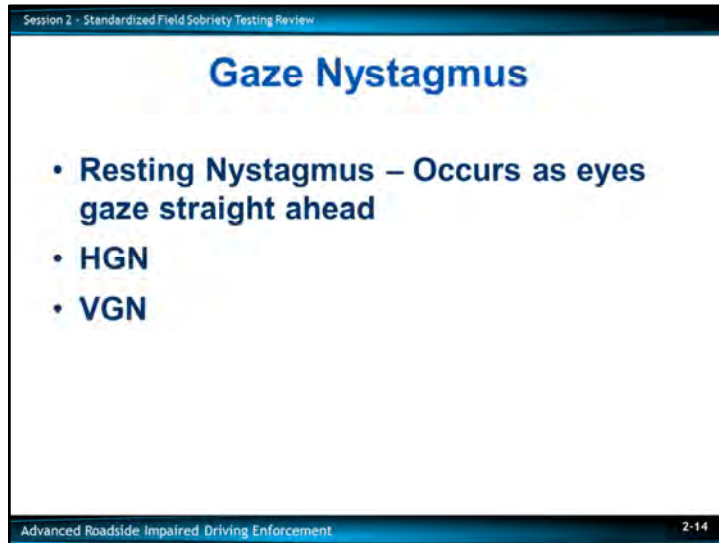 Session 2 - Standardized Field Sobriety Testing Review
Gaze Nystagmus
• Resting Nystagmus – Occurs as eyes
gaze straight ahead
• HGN
• VGN
Advanced Roadside Impaired Driving Enforcement 2-14